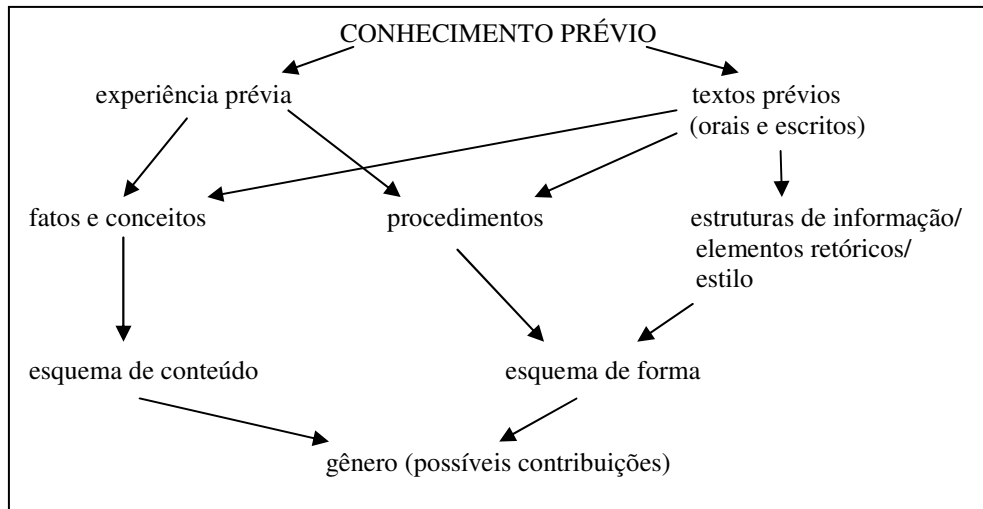 CONHECIMENTO PRÉVIO
experiência prévia
textos prévios
(orais e escritos)
fatos e conceitos
procedimentos
estruturas de informação/
elementos retóricos/
estilo
esquema de conteúdo
esquema de forma
gênero (possíveis contribuições)